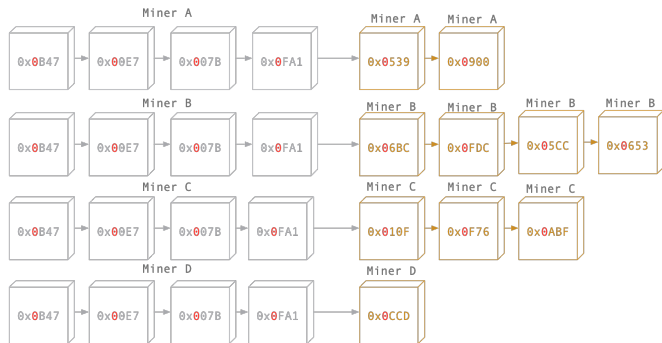 Miner A
Miner A Miner A
0x0B47 0x00E7 0x007B 0x0FA1 0x0539 0x0900
Miner B
Miner B Miner B Miner B Miner B
0x0B47 0x00E7 0x007B 0x0FA1 0x06BC 0x0FDC 0x05CC 0x0653
Miner C
Miner C Miner C Miner C
0x0B47 0x00E7 0x007B 0x0FA1 0x010F 0x0F76 0x0ABF
Miner D
Miner D
0x0B47 0x00E7 0x007B 0x0FA1 0x0CCD